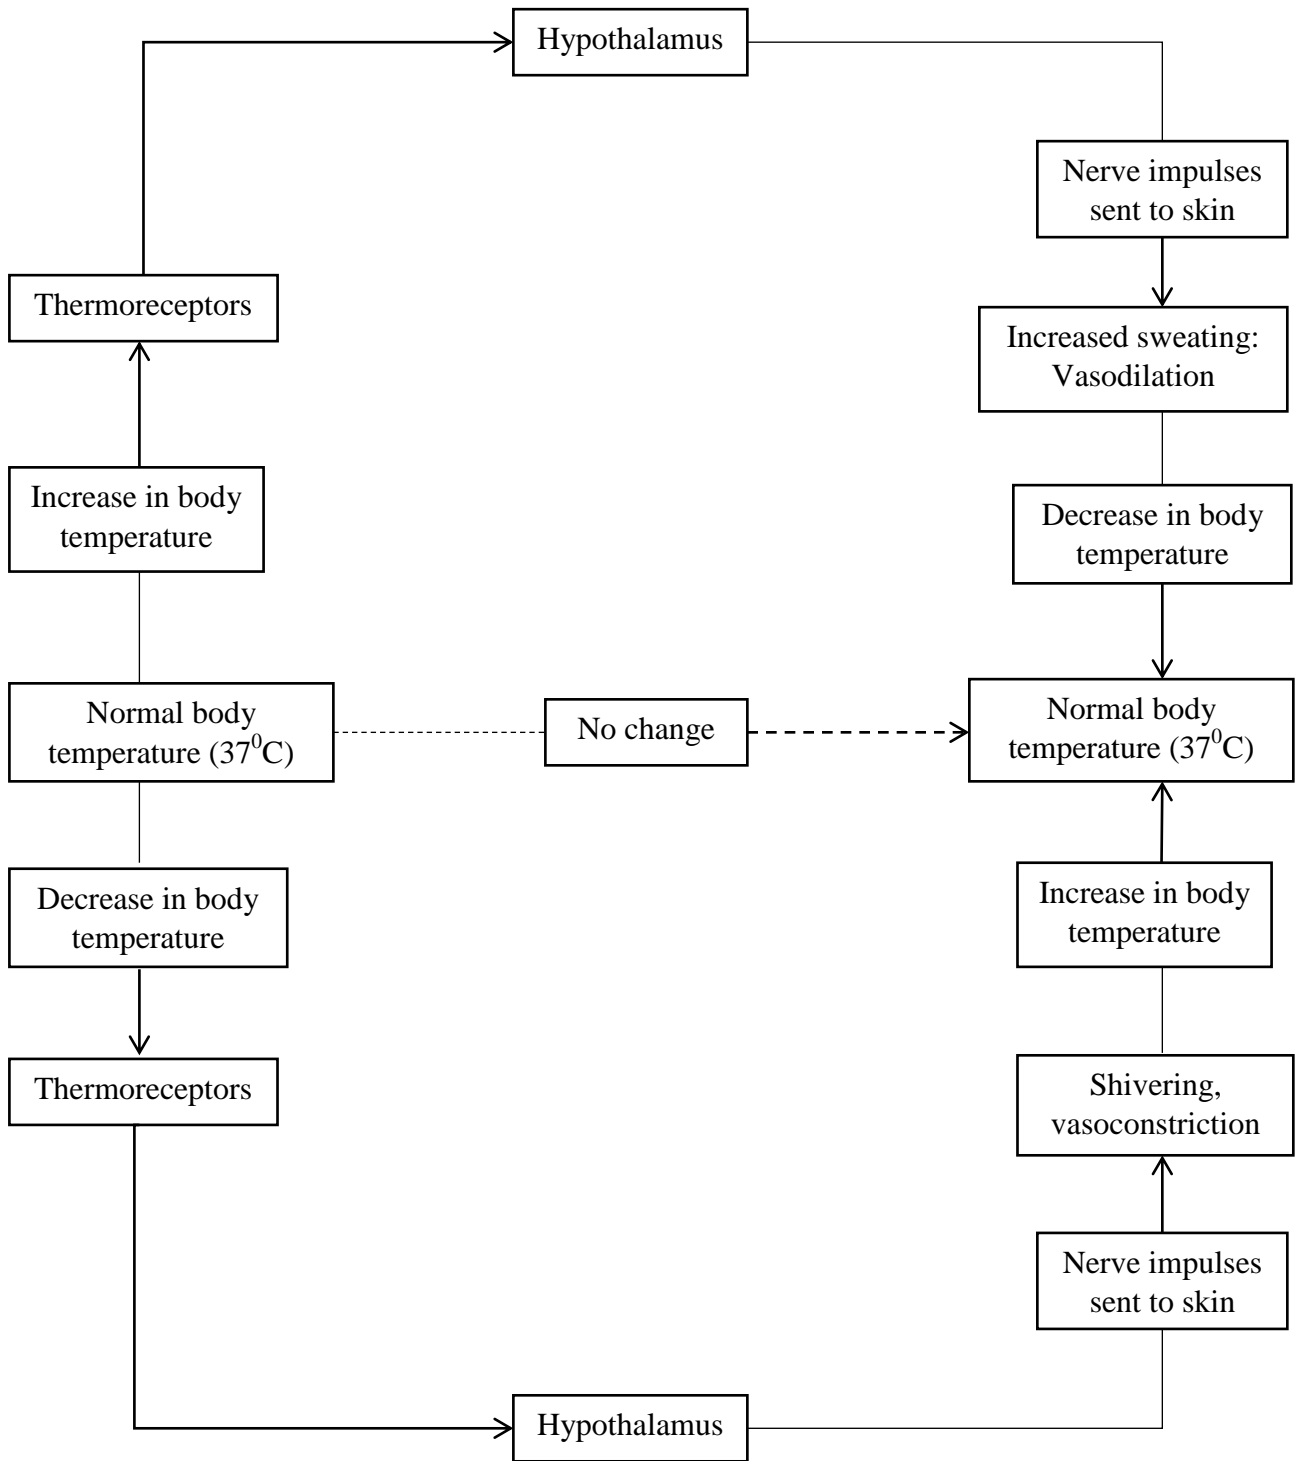 Hypothalamus
Nerve impulses
sent to skin
Thermoreceptors
Increased sweating:
Vasodilation
Increase in body
temperature
Decrease in body
temperature
Normal body
temperature (37⁰C)
No change
Normal body
temperature (37⁰C)
Decrease in body
temperature
Increase in body
temperature
Thermoreceptors
Shivering,
vasoconstriction
Nerve impulses
sent to skin
Hypothalamus